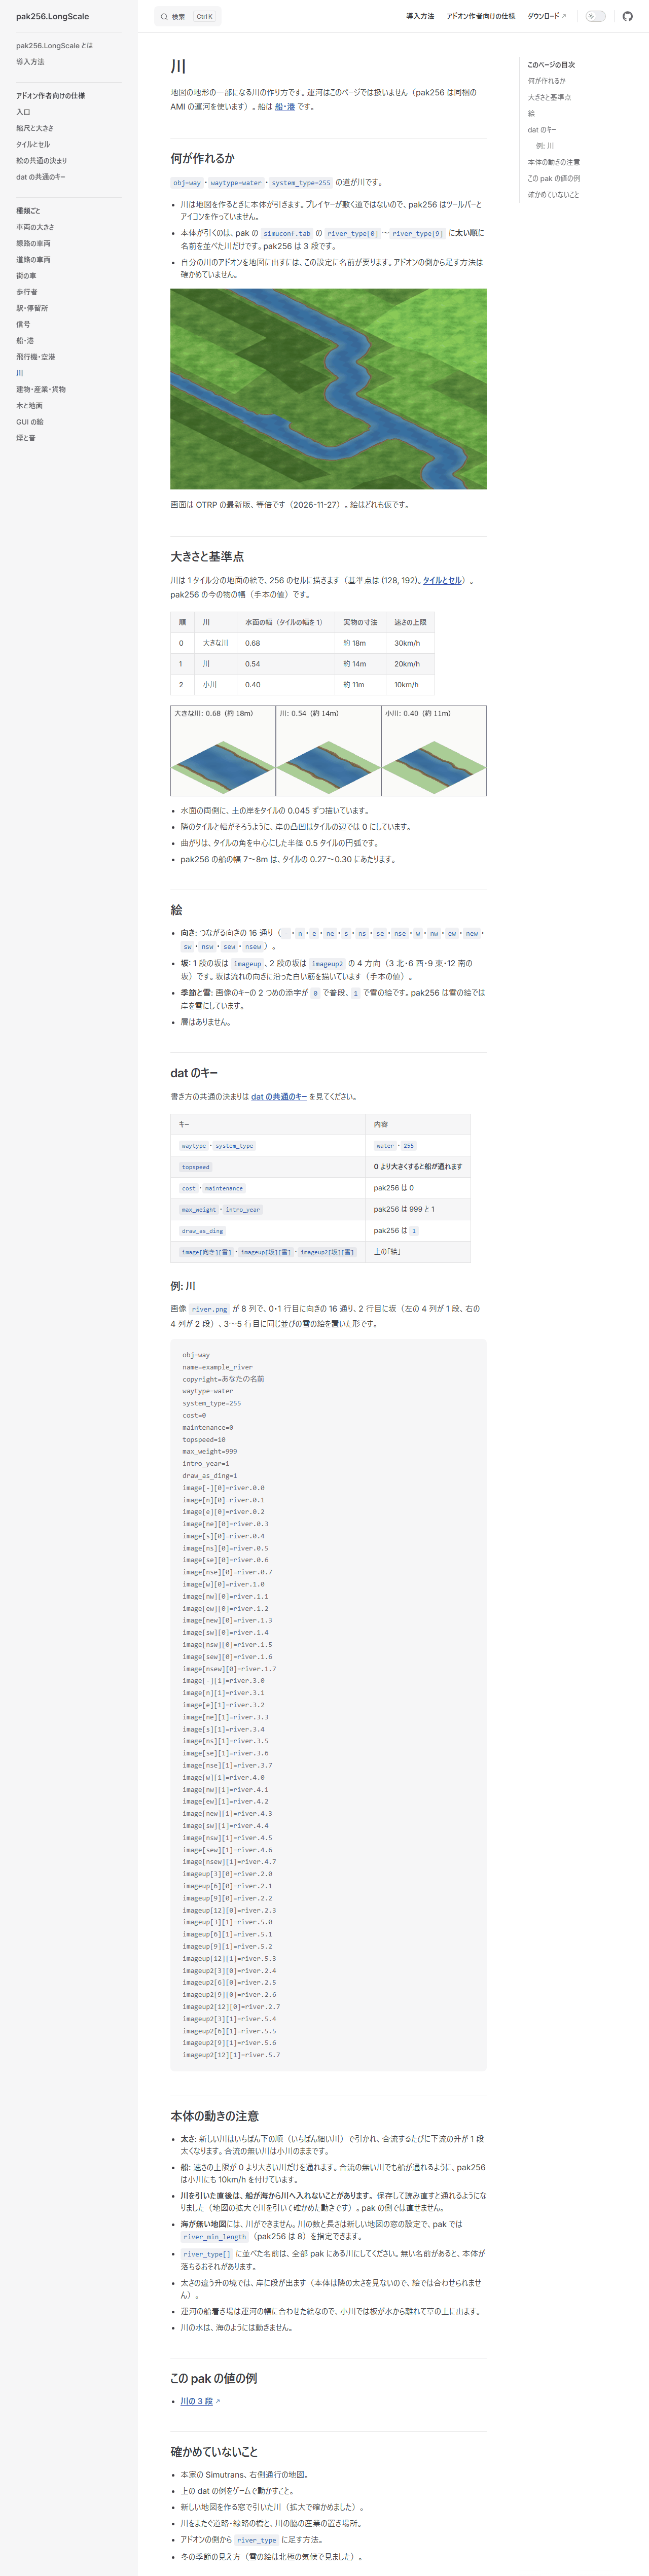 pak256.LongScale
検索 Ctrl K
導入方法 アドオン作者向けの仕様 ダウンロード
pak256.LongScale とは
導入方法
アドオン作者向けの仕様
入口
縮尺と大きさ
タイルとセル
絵の共通の決まり
dat の共通のキー
種類ごと
車両の大きさ
線路の車両
道路の車両
街の車
歩行者
駅・停留所
信号
船・港
飛行機・空港
川
建物・産業・貨物
木と地面
GUI の絵
煙と音
このページの目次
何が作れるか
大きさと基準点
絵
dat のキー
例: 川
本体の動きの注意
この pak の値の例
確かめていないこと
川
地図の地形の一部になる川の作り方です。運河はこのページでは扱いません（pak256 は同梱の
AMI の運河を使います）。船は 船・港 です。
何が作れるか
obj=way・waytype=water・system_type=255 の道が川です。
川は地図を作るときに本体が引きます。プレイヤーが敷く道ではないので、pak256 はツールバーと
アイコンを作っていません。
本体が引くのは、pak の simuconf.tab の river_type[0]〜river_type[9] に太い順に
名前を並べた川だけです。pak256 は 3 段です。
自分の川のアドオンを地図に出すには、この設定に名前が要ります。アドオンの側から足す方法は
確かめていません。
画面は OTRP の最新版、等倍です（2026-11-27）。絵はどれも仮です。
大きさと基準点
川は 1 タイル分の地面の絵で、256 のセルに描きます（基準点は (128, 192)。タイルとセル）。
pak256 の今の物の幅（手本の値）です。
順 川 水面の幅（タイルの幅を 1） 実物の寸法 速さの上限
0 大きな川 0.68 約 18m 30km/h
1 川 0.54 約 14m 20km/h
2 小川 0.40 約 11m 10km/h
大きな川: 0.68 (約 18m) 川: 0.54 (約 14m) 小川: 0.40 (約 11m)
水面の両側に、土の岸をタイルの 0.045 ずつ描いています。
隣のタイルと幅がそろうように、岸の凸凹はタイルの辺では 0 にしています。
曲がりは、タイルの角を中心にした半径 0.5 タイルの円弧です。
pak256 の船の幅 7〜8m は、タイルの 0.27〜0.30 にあたります。
絵
向き: つながる向きの 16 通り（-・n・e・ne・s・ns・se・nse・w・nw・ew・new・
sw・nsw・sew・nsew）。
坂: 1 段の坂は imageup、2 段の坂は imageup2 の 4 方向（3 北・6 西・9 東・12 南の
坂）です。坂は流れの向きに沿った白い筋を描いています（手本の値）。
季節と雪: 画像のキーの 2 つめの添字が 0 で普段、1 で雪の絵です。pak256 は雪の絵では
岸を雪にしています。
層はありません。
dat のキー
書き方の共通の決まりは dat の共通のキー を見てください。
キー 内容
waytype・system_type water・255
topspeed 0 より大きくすると船が通れます
cost・maintenance pak256 は 0
max_weight・intro_year pak256 は 999 と 1
draw_as_ding pak256 は 1
image[向き][雪]・imageup[坂][雪]・imageup2[坂][雪] 上の「絵」
例: 川
画像 river.png が 8 列で、0・1 行目に向きの 16 通り、2 行目に坂（左の 4 列が 1 段、右の
4 列が 2 段）、3〜5 行目に同じ並びの雪の絵を置いた形です。
obj=way
name=example_river
copyright=あなたの名前
waytype=water
system_type=255
cost=0
maintenance=0
topspeed=10
max_weight=999
intro_year=1
draw_as_ding=1
image[-][0]=river.0.0
image[n][0]=river.0.1
image[e][0]=river.0.2
image[ne][0]=river.0.3
image[s][0]=river.0.4
image[ns][0]=river.0.5
image[se][0]=river.0.6
image[nse][0]=river.0.7
image[w][0]=river.1.0
image[nw][0]=river.1.1
image[ew][0]=river.1.2
image[new][0]=river.1.3
image[sw][0]=river.1.4
image[nsw][0]=river.1.5
image[sew][0]=river.1.6
image[nsew][0]=river.1.7
image[-][1]=river.3.0
image[n][1]=river.3.1
image[e][1]=river.3.2
image[ne][1]=river.3.3
image[s][1]=river.3.4
image[ns][1]=river.3.5
image[se][1]=river.3.6
image[nse][1]=river.3.7
image[w][1]=river.4.0
image[nw][1]=river.4.1
image[ew][1]=river.4.2
image[new][1]=river.4.3
image[sw][1]=river.4.4
image[nsw][1]=river.4.5
image[sew][1]=river.4.6
image[nsew][1]=river.4.7
imageup[3][0]=river.2.0
imageup[6][0]=river.2.1
imageup[9][0]=river.2.2
imageup[12][0]=river.2.3
imageup[3][1]=river.5.0
imageup[6][1]=river.5.1
imageup[9][1]=river.5.2
imageup[12][1]=river.5.3
imageup2[3][0]=river.2.4
imageup2[6][0]=river.2.5
imageup2[9][0]=river.2.6
imageup2[12][0]=river.2.7
imageup2[3][1]=river.5.4
imageup2[6][1]=river.5.5
imageup2[9][1]=river.5.6
imageup2[12][1]=river.5.7
本体の動きの注意
太さ: 新しい川はいちばん下の順（いちばん細い川）で引かれ、合流するたびに下流の升が 1 段
太くなります。合流の無い川は小川のままです。
船: 速さの上限が 0 より大きい川だけを通れます。合流の無い川でも船が通れるように、pak256
は小川にも 10km/h を付けています。
川を引いた直後は、船が海から川へ入れないことがあります。保存して読み直すと通れるようにな
りました（地図の拡大で川を引いて確かめた動きです）。pak の側では直せません。
海が無い地図には、川ができません。川の数と長さは新しい地図の窓の設定で、pak では
river_min_length（pak256 は 8）を指定できます。
river_type[] に並べた名前は、全部 pak にある川にしてください。無い名前があると、本体が
落ちるおそれがあります。
太さの違う升の境では、岸に段が出ます（本体は隣の太さを見ないので、絵では合わせられませ
ん）。
運河の船着き場は運河の幅に合わせた絵なので、小川では板が水から離れて草の上に出ます。
川の水は、海のようには動きません。
この pak の値の例
川の 3 段
確かめていないこと
本家の Simutrans、右側通行の地図。
上の dat の例をゲームで動かすこと。
新しい地図を作る窓で引いた川（拡大で確かめました）。
川をまたぐ道路・線路の橋と、川の脇の産業の置き場所。
アドオンの側から river_type に足す方法。
冬の季節の見え方（雪の絵は北極の気候で見ました）。